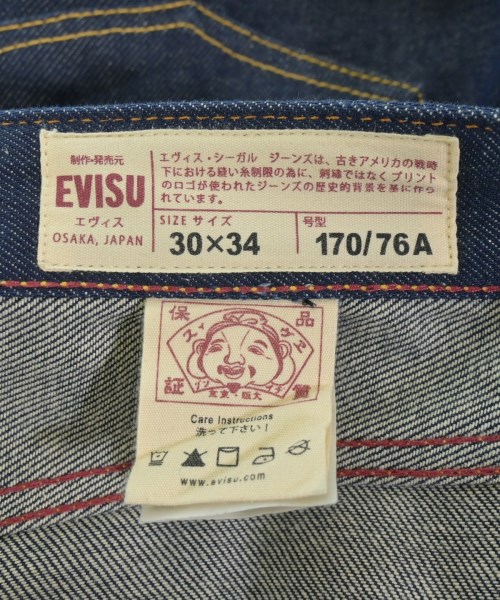 制作・発売元
EVISU
エヴィス
OSAKA, JAPAN
エヴィス・シーガル ジーンズは、古きアメリカの戦時
下における縫い糸制限の為に、刺繍ではなくプリント
のロゴが使われたジーンズの歴史的背景を基に作ら
れています。
SIZE サイズ
30×34
号型
170/76A
保 品
証 質
大阪・東京
Care Instructions
洗って下さい!
www.evisu.com